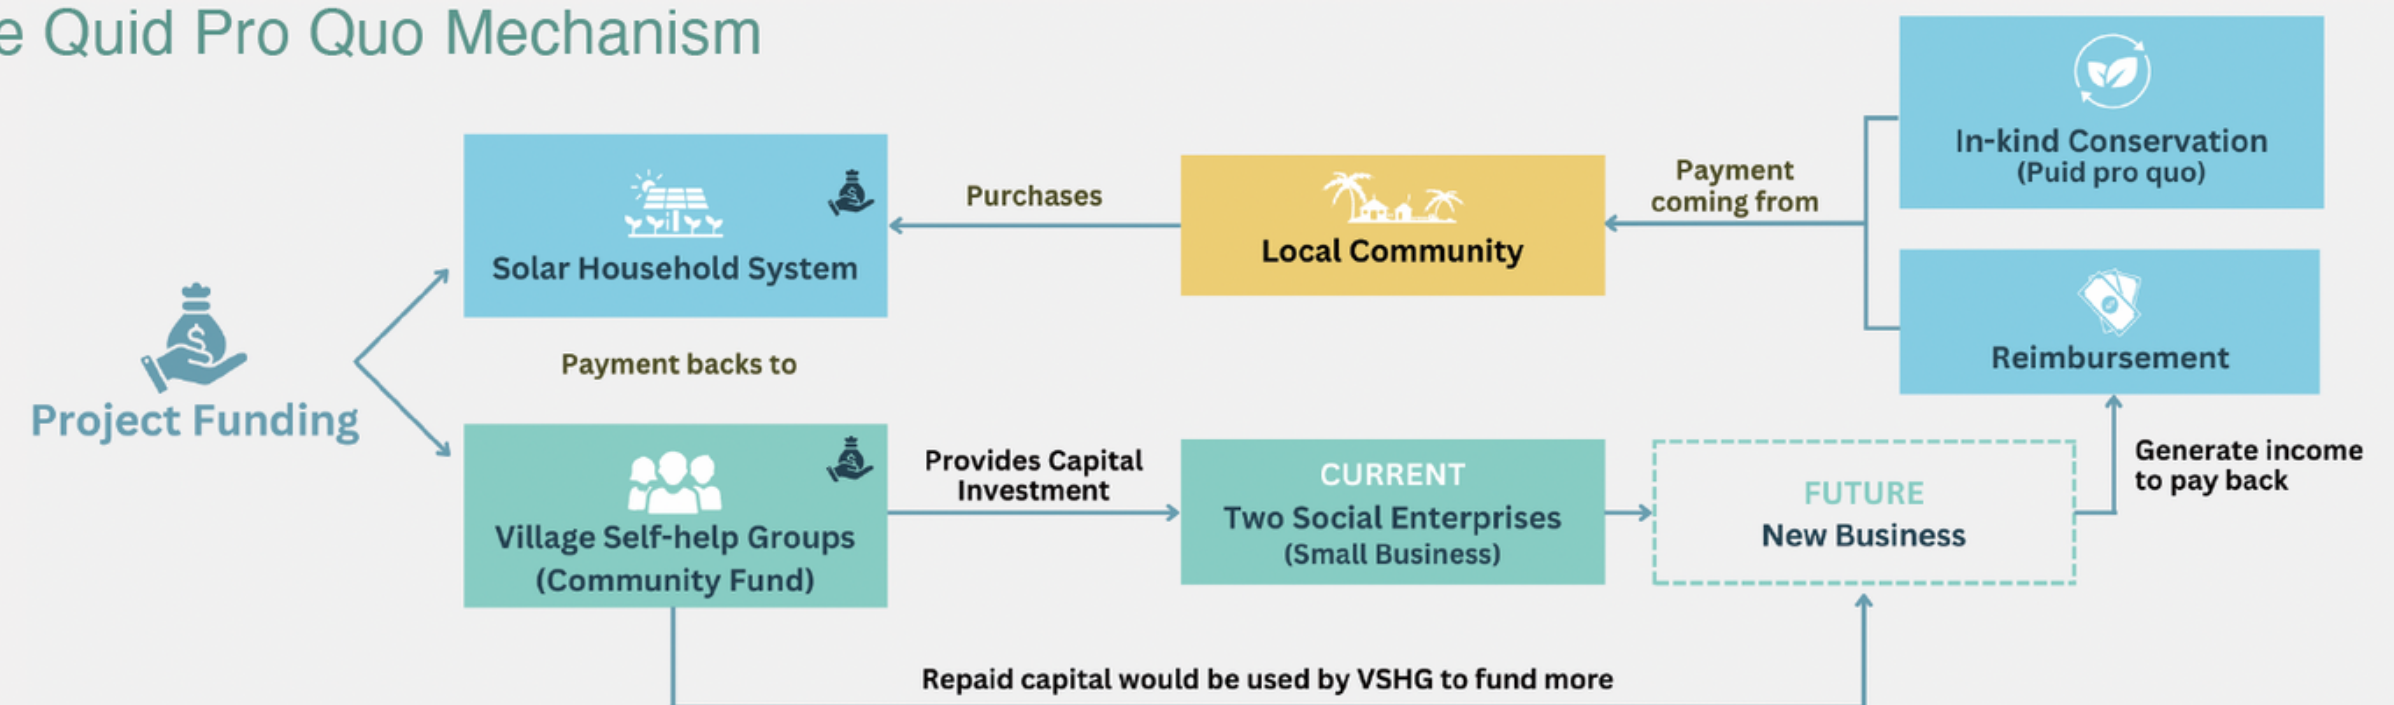 e Quid Pro Quo Mechanism
In-kind Conservation
(Puid pro quo)
Payment
coming from
Purchases
Local Community
Solar Household System
Reimbursement
Payment backs to
Project Funding
Generate income
to pay back
Provides Capital
Investment
CURRENT
Two Social Enterprises
(Small Business)
FUTURE
New Business
Village Self-help Groups
(Community Fund)
Repaid capital would be used by VSHG to fund more